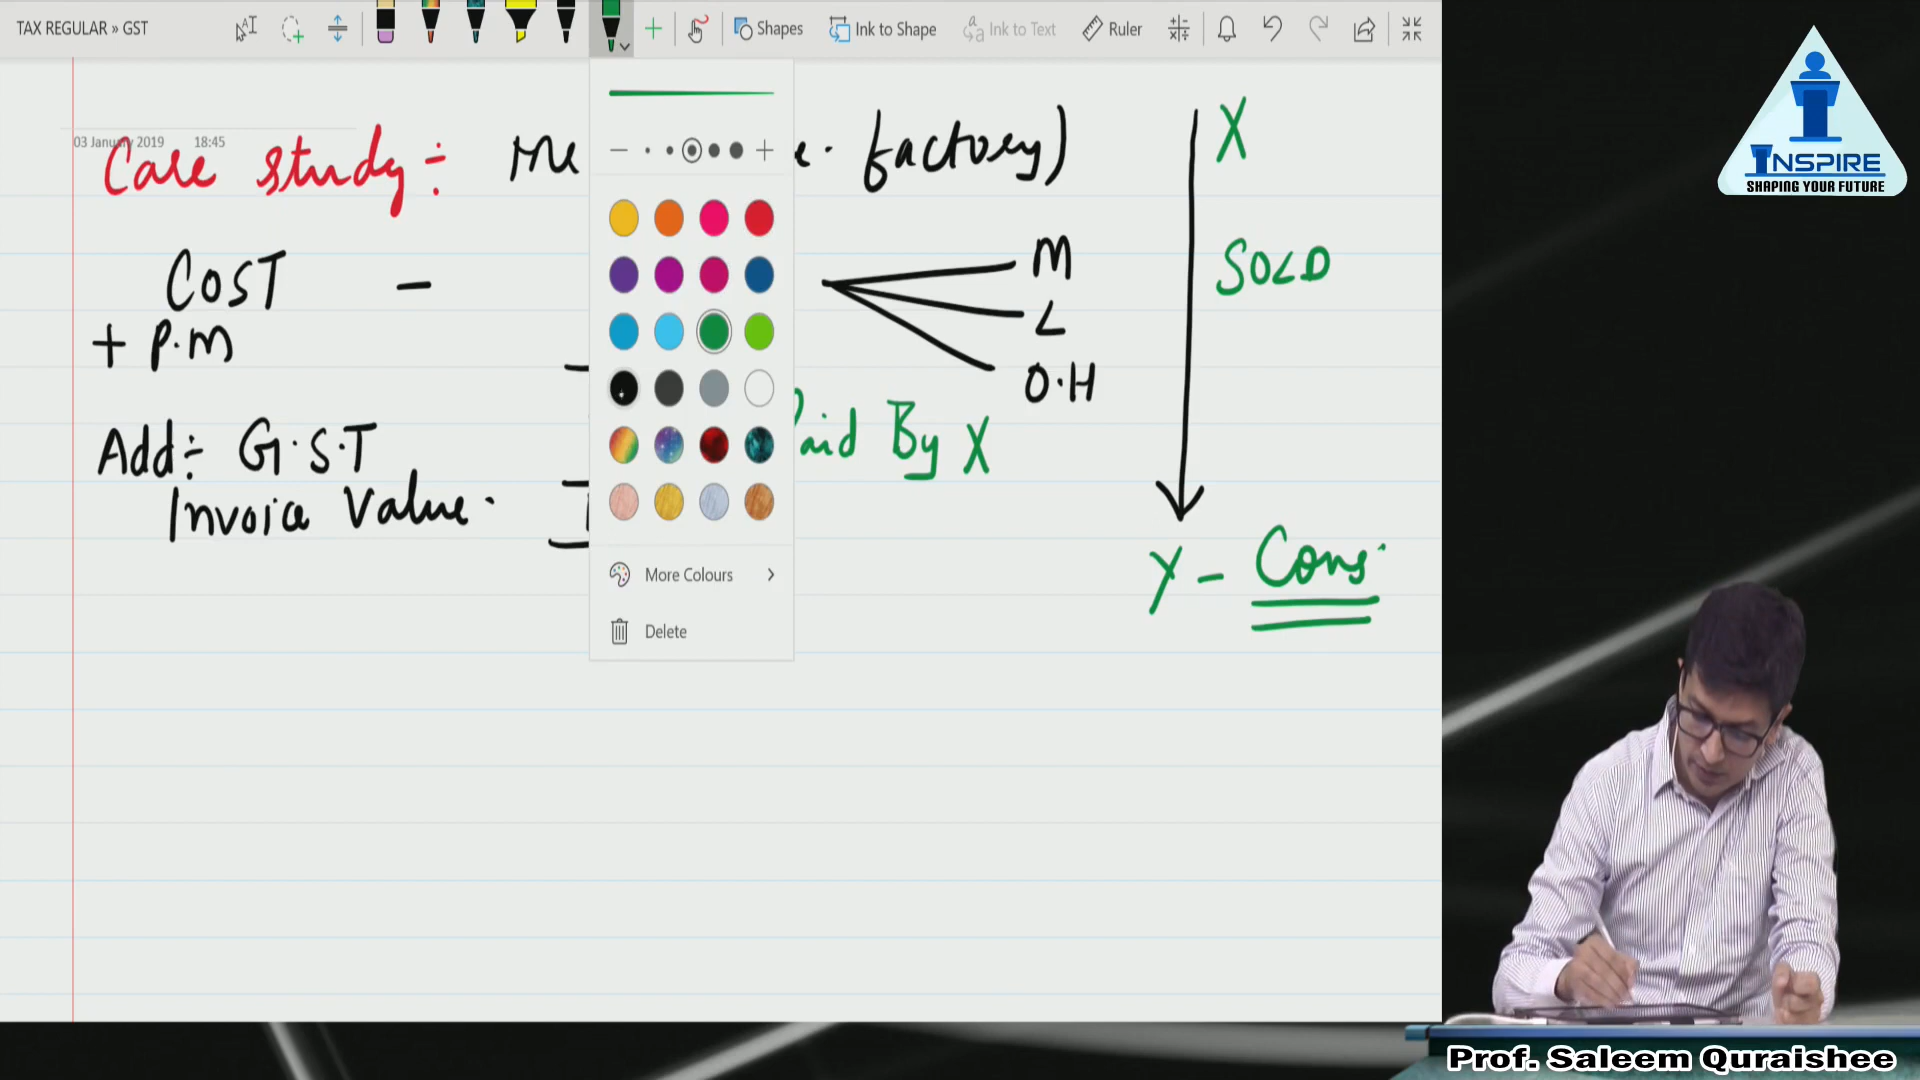 TAX REGULAR » GST
Shapes
Ink to Shape
Ink to Text
Ruler
03 January 2019 18:45
Case study:- factory)
X
COST - M
SOLD
+ P.M L
O.H
Paid By X
Add:- G.S.T
Invoice Value.
Y - Cons.
More Colours
Delete
INSPIRE
SHAPING YOUR FUTURE
Prof. Saleem Quraishee